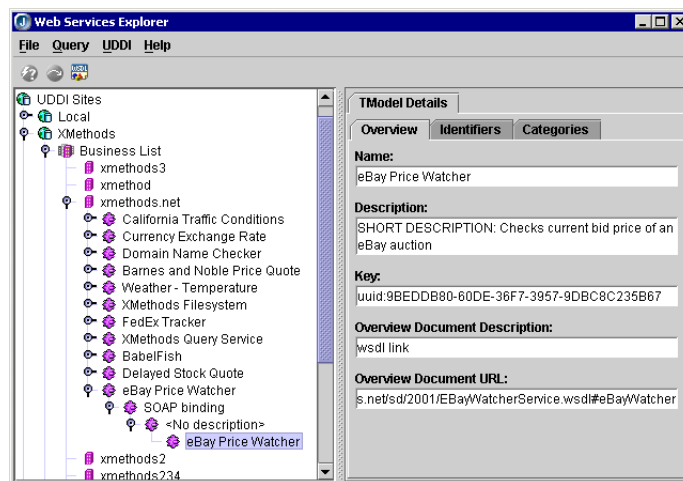 Web Services Explorer
File Query UDDI Help
WSDL
UDDI Sites
Local
XMethods
Business List
xmethods3
xmethod
xmethods.net
California Traffic Conditions
Currency Exchange Rate
Domain Name Checker
Barnes and Noble Price Quote
Weather - Temperature
XMethods Filesystem
FedEx Tracker
XMethods Query Service
BabelFish
Delayed Stock Quote
eBay Price Watcher
SOAP binding
<No description>
eBay Price Watcher
xmethods2
xmethods234
TModel Details
Overview Identifiers Categories
Name:
eBay Price Watcher
Description:
SHORT DESCRIPTION: Checks current bid price of an
eBay auction
Key:
uuid:9BEDDB80-60DE-36F7-3957-9DBC8C235B67
Overview Document Description:
wsdl link
Overview Document URL:
s.net/sd/2001/EBayWatcherService.wsdl#eBayWatcher